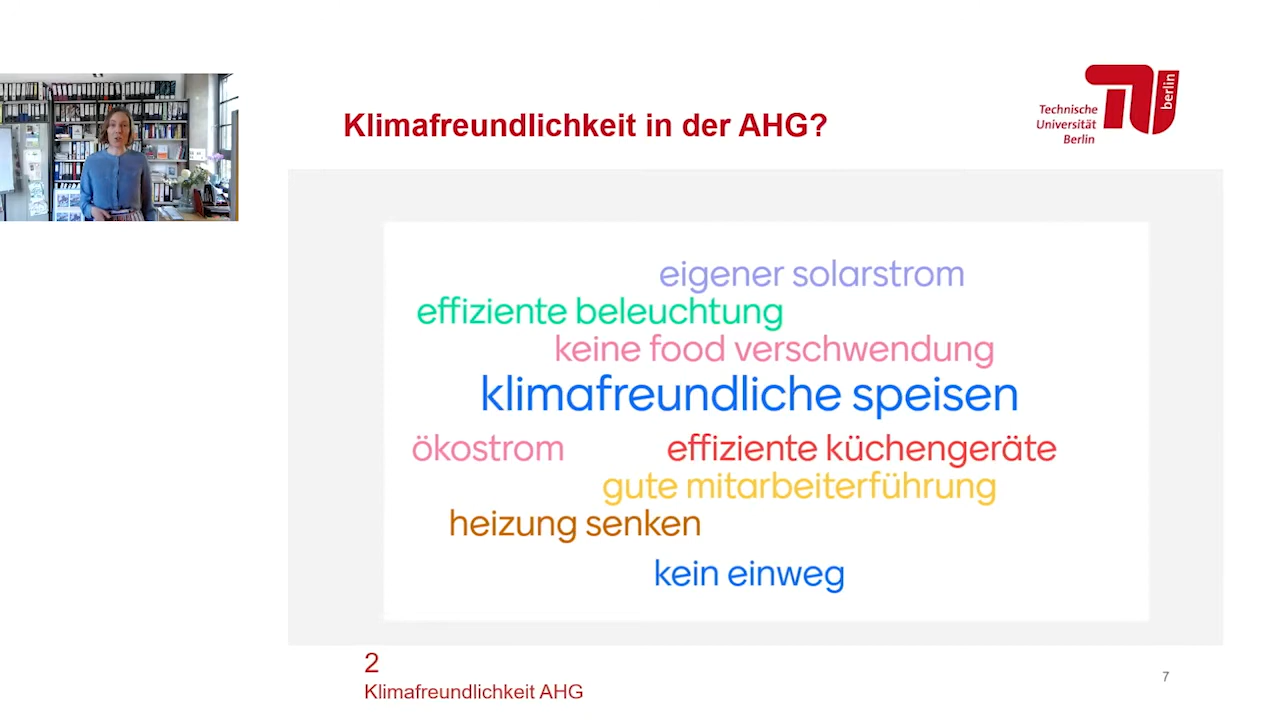 Klimafreundlichkeit in der AHG?
Technische
Universität
Berlin
berlin
eigener solarstrom
effiziente beleuchtung
keine food verschwendung
klimafreundliche speisen
ökostrom effiziente küchengeräte
gute mitarbeiterführung
heizung senken
kein einweg
2
Klimafreundlichkeit AHG
7